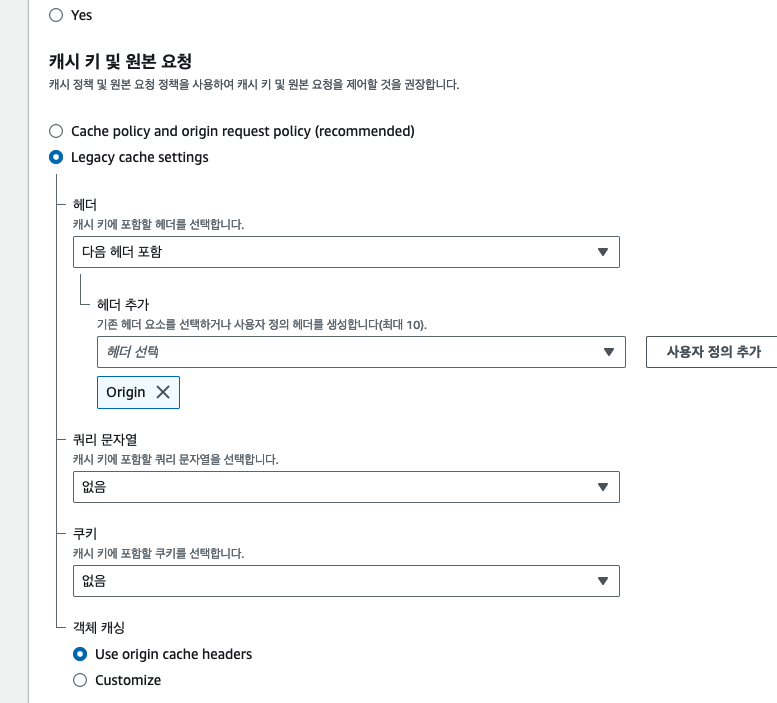 Yes
캐시 키 및 원본 요청
캐시 정책 및 원본 요청 정책을 사용하여 캐시 키 및 원본 요청을 제어할 것을 권장합니다.
Cache policy and origin request policy (recommended)
Legacy cache settings
헤더
캐시 키에 포함할 헤더를 선택합니다.
다음 헤더 포함
헤더 추가
기존 헤더 요소를 선택하거나 사용자 정의 헤더를 생성합니다(최대 10).
헤더 선택
사용자 정의 추가
Origin
쿼리 문자열
캐시 키에 포함할 쿼리 문자열을 선택합니다.
없음
쿠키
캐시 키에 포함할 쿠키를 선택합니다.
없음
객체 캐싱
Use origin cache headers
Customize